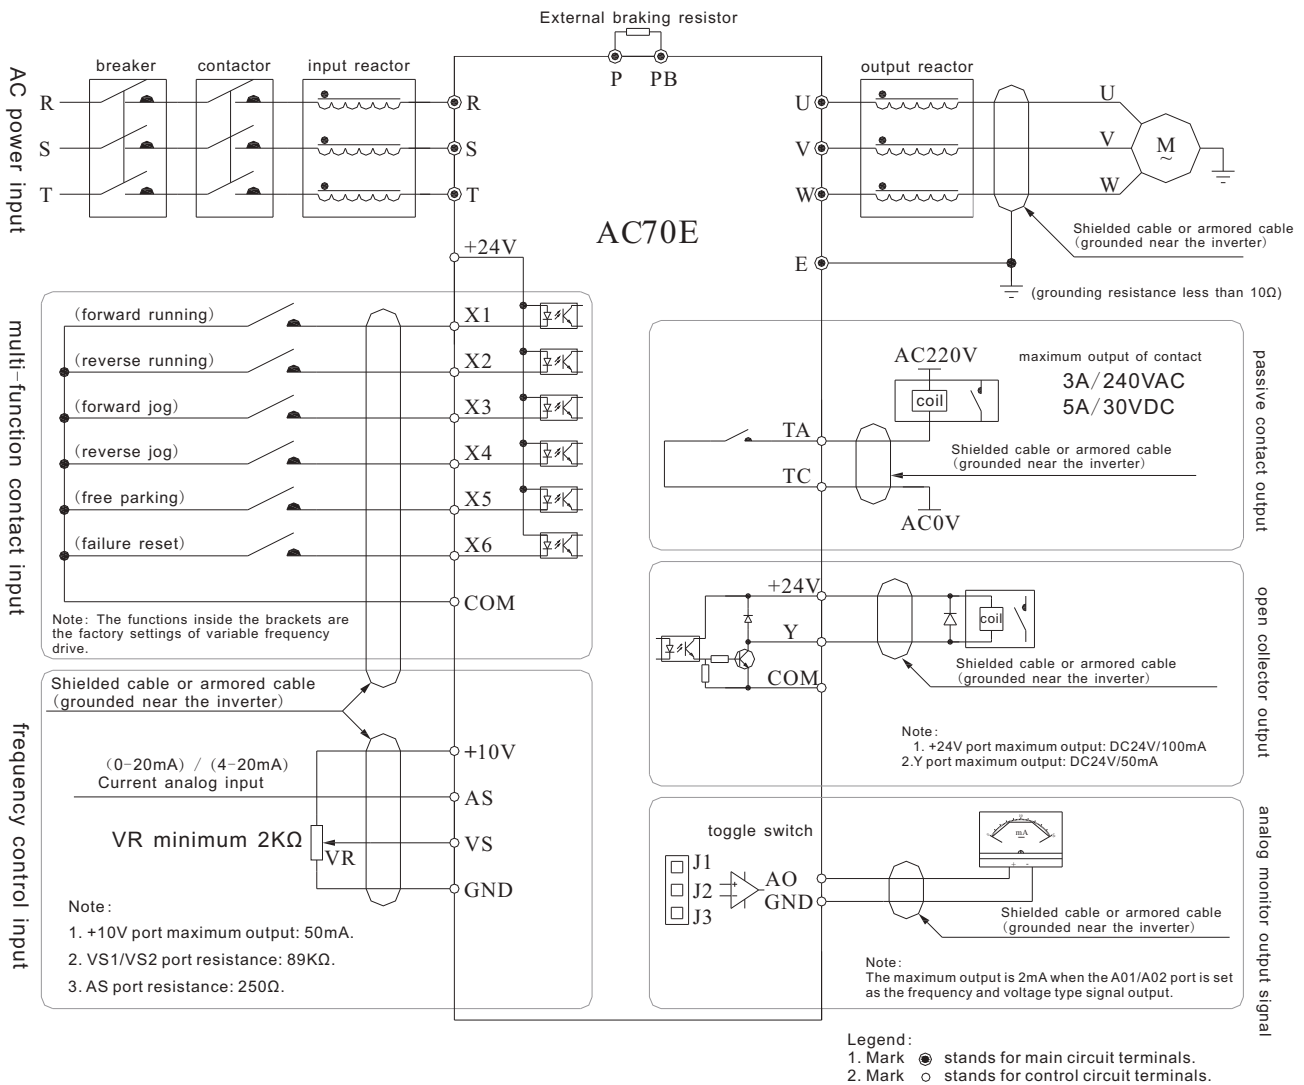 External braking resistor
P PB
AC power input
breaker contactor input reactor
R R
S S
T T
output reactor
U U
V V
W W
M
~
AC70E
Shielded cable or armored cable
(grounded near the inverter)
E
(grounding resistance less than 10Ω)
+24V
multi-function contact input
(forward running) X1
(reverse running) X2
(forward jog) X3
(reverse jog) X4
(free parking) X5
(failure reset) X6
COM
Note: The functions inside the brackets are
the factory settings of variable frequency
drive.
frequency control input
Shielded cable or armored cable
(grounded near the inverter)
+10V
(0-20mA) / (4-20mA)
Current analog input
AS
VR minimum 2KΩ
VR
VS
GND
Note:
1. +10V port maximum output: 50mA.
2. VS1/VS2 port resistance: 89KΩ.
3. AS port resistance: 250Ω.
passive contact output
AC220V
coil
maximum output of contact
3A/240VAC
5A/30VDC
TA
TC
Shielded cable or armored cable
(grounded near the inverter)
AC0V
open collector output
+24V
Y
COM
coil
Shielded cable or armored cable
(grounded near the inverter)
Note:
1. +24V port maximum output: DC24V/100mA
2.Y port maximum output: DC24V/50mA
analog monitor output signal
toggle switch
J1
J2
J3
+
-
AO
GND
mA
+ -
Shielded cable or armored cable
(grounded near the inverter)
Note:
The maximum output is 2mA when the A01/A02 port is set
as the frequency and voltage type signal output.
Legend:
1. Mark stands for main circuit terminals.
2. Mark stands for control circuit terminals.